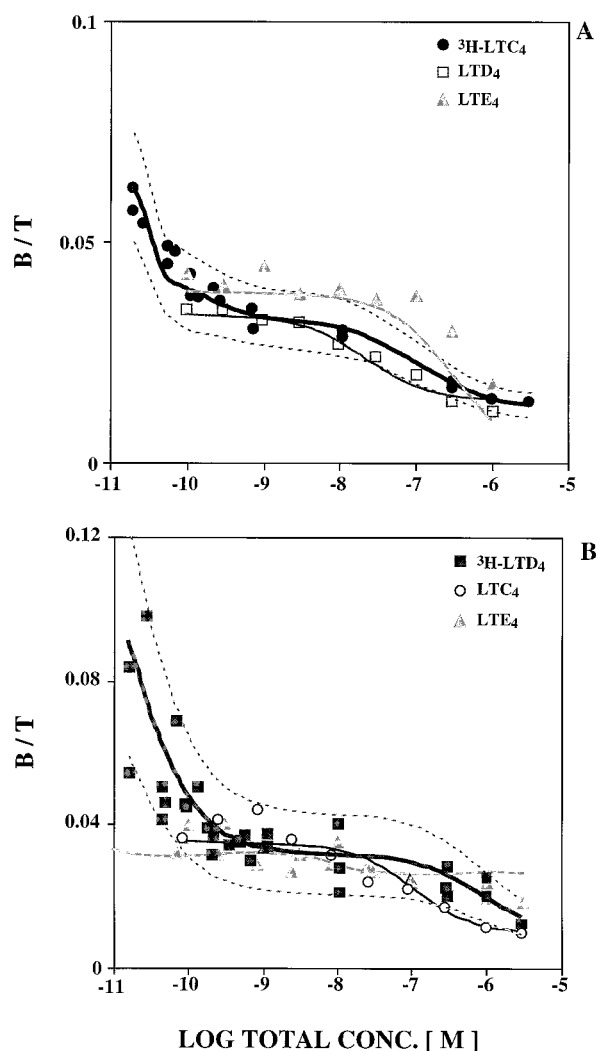 A
0.1
³H-LTC₄
LTD₄
LTE₄
0.05
B / T
0
-11 -10 -9 -8 -7 -6 -5
B
0.12
³H-LTD₄
LTC₄
LTE₄
0.08
B / T
0.04
0
-11 -10 -9 -8 -7 -6 -5
LOG TOTAL CONC. [ M ]